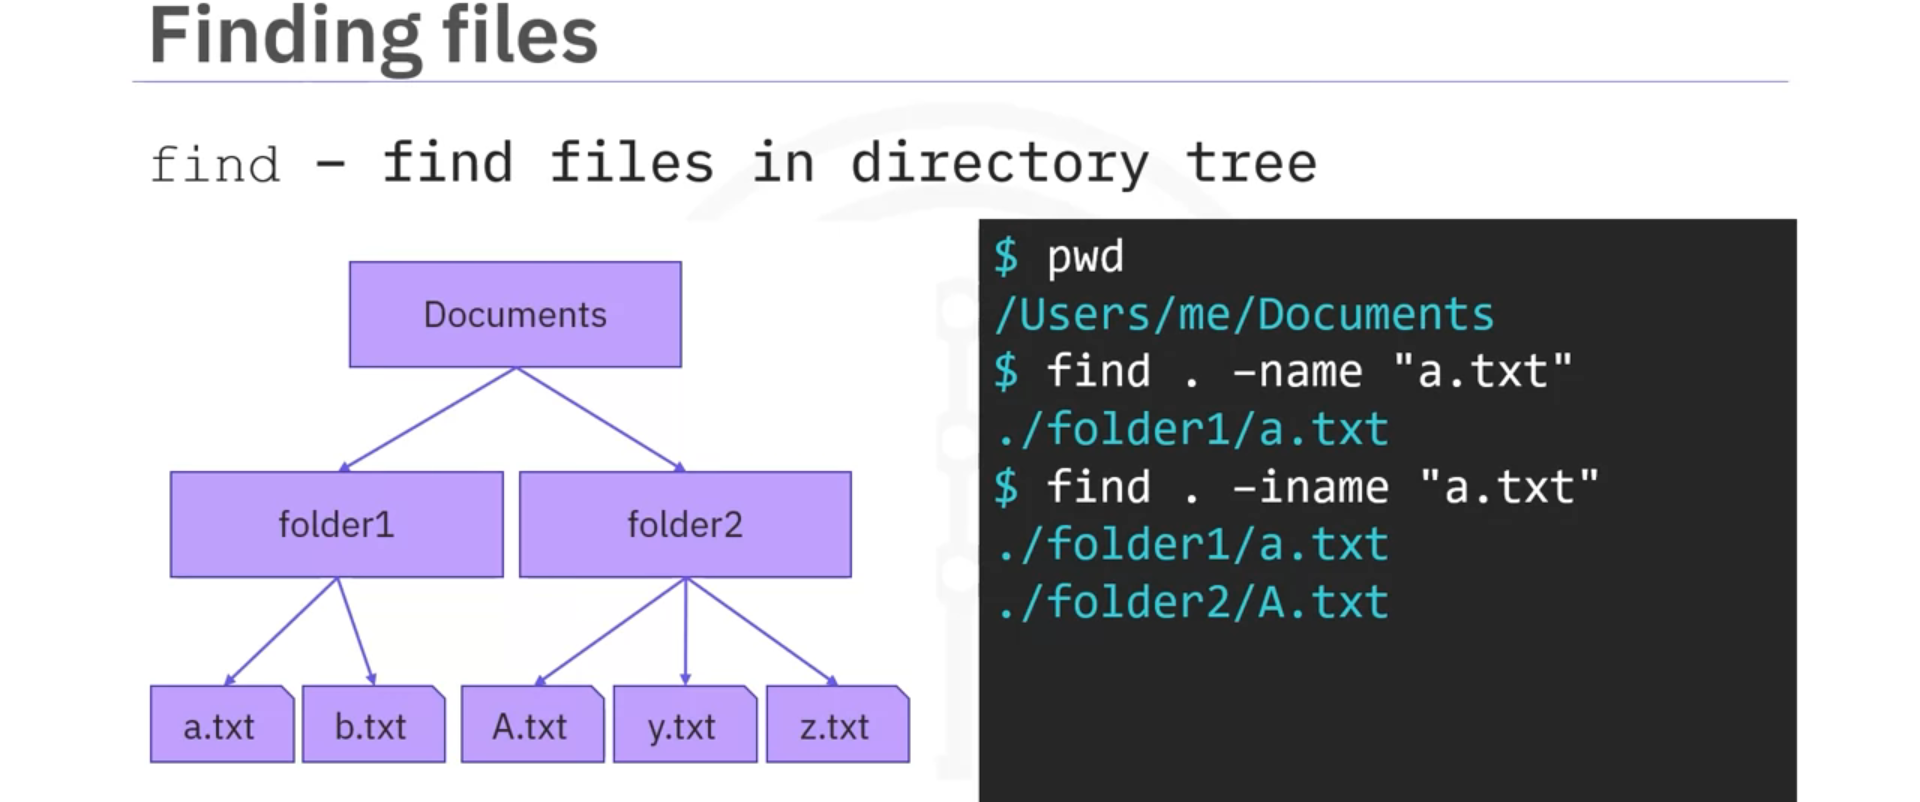 Finding files
find – find files in directory tree
Documents
folder1
folder2
a.txt
b.txt
A.txt
y.txt
z.txt
$ pwd
/Users/me/Documents
$ find . –name "a.txt"
./folder1/a.txt
$ find . –iname "a.txt"
./folder1/a.txt
./folder2/A.txt